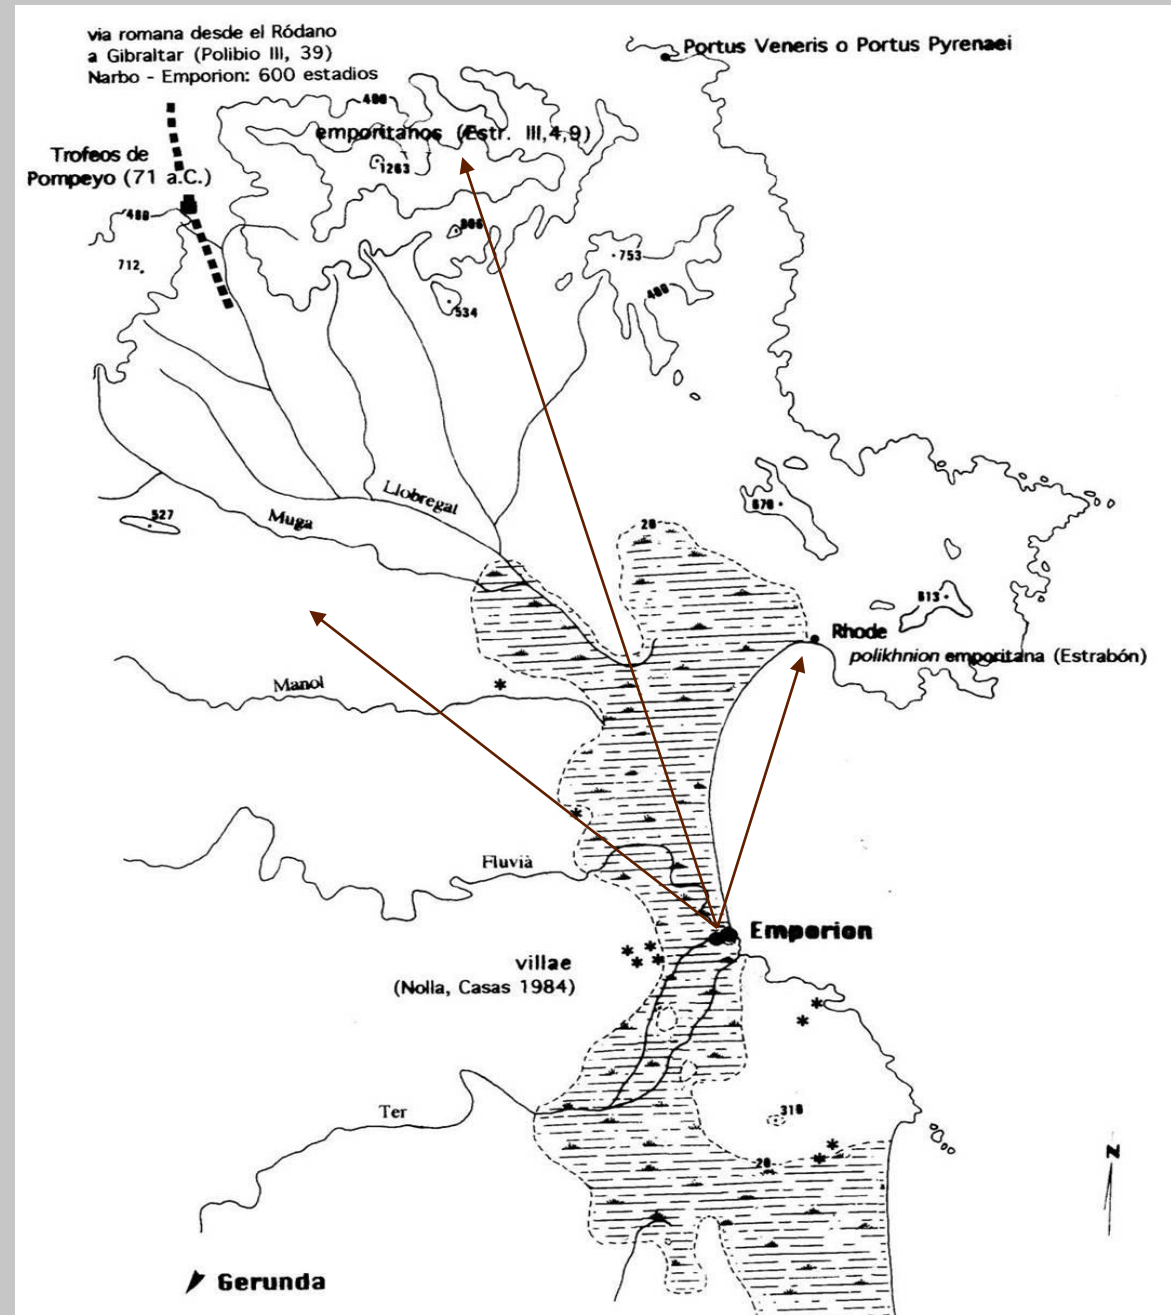 via romana desde el Ródano
a Gibraltar (Polibio III, 39)
Narbo - Emporion: 600 estadios
Portus Veneris o Portus Pyrenaei
400
emporitanos (Estr. III,4,9)
Trofeos de
Pompeyo (71 a.C.)
1263
400
806
712
753
400
534
Llobregat
Muga
527
20
670
613
Rhode
polikhnion emporitana (Estrabón)
Manol
Fluvià
Emporion
villae
(Nolla, Casas 1984)
Ter
310
20
N
Gerunda